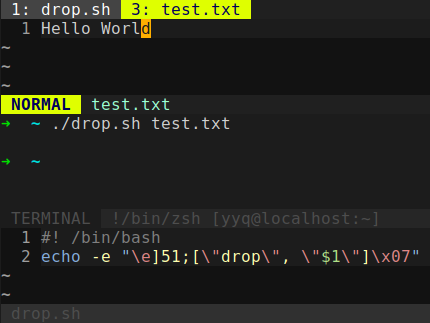 1: drop.sh 3: test.txt
1 Hello World
~
~
~
NORMAL test.txt
➜ ~ ./drop.sh test.txt
➜ ~
TERMINAL !/bin/zsh [yyq@localhost:~]
1 #! /bin/bash
2 echo -e "\e]51;[\"drop\", \"$1\"]\x07"
~
~
drop.sh